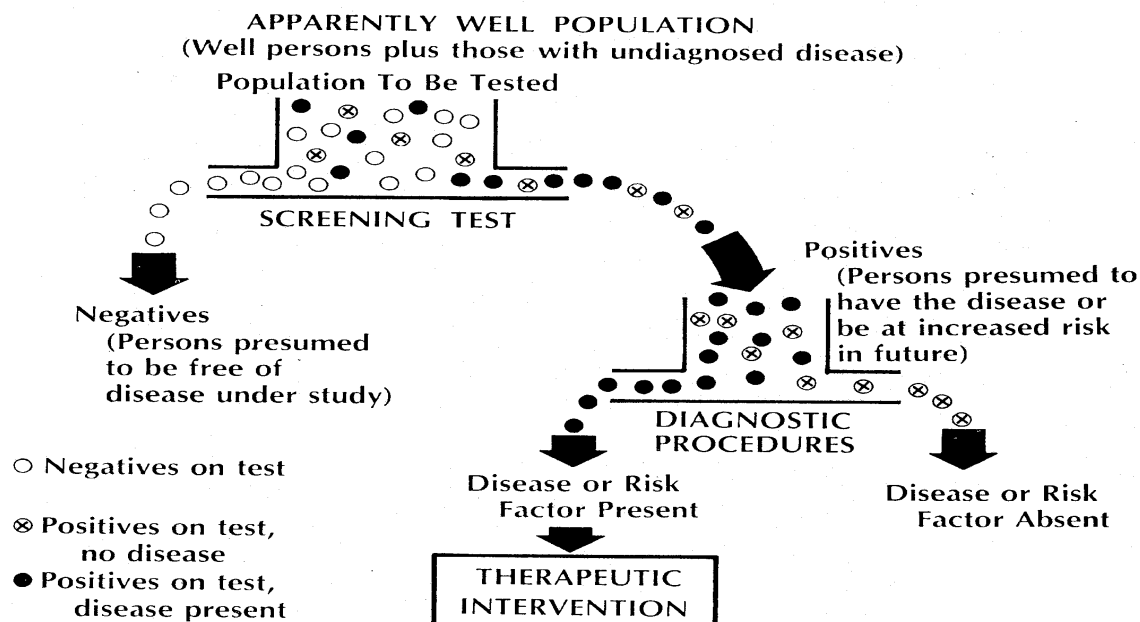 APPARENTLY WELL POPULATION
(Well persons plus those with undiagnosed disease)
Population To Be Tested
SCREENING TEST
Negatives
(Persons presumed
to be free of
disease under study)
Positives
(Persons presumed to
have the disease or
be at increased risk
in future)
DIAGNOSTIC
PROCEDURES
Disease or Risk
Factor Present
Disease or Risk
Factor Absent
THERAPEUTIC
INTERVENTION
Negatives on test
Positives on test,
no disease
Positives on test,
disease present